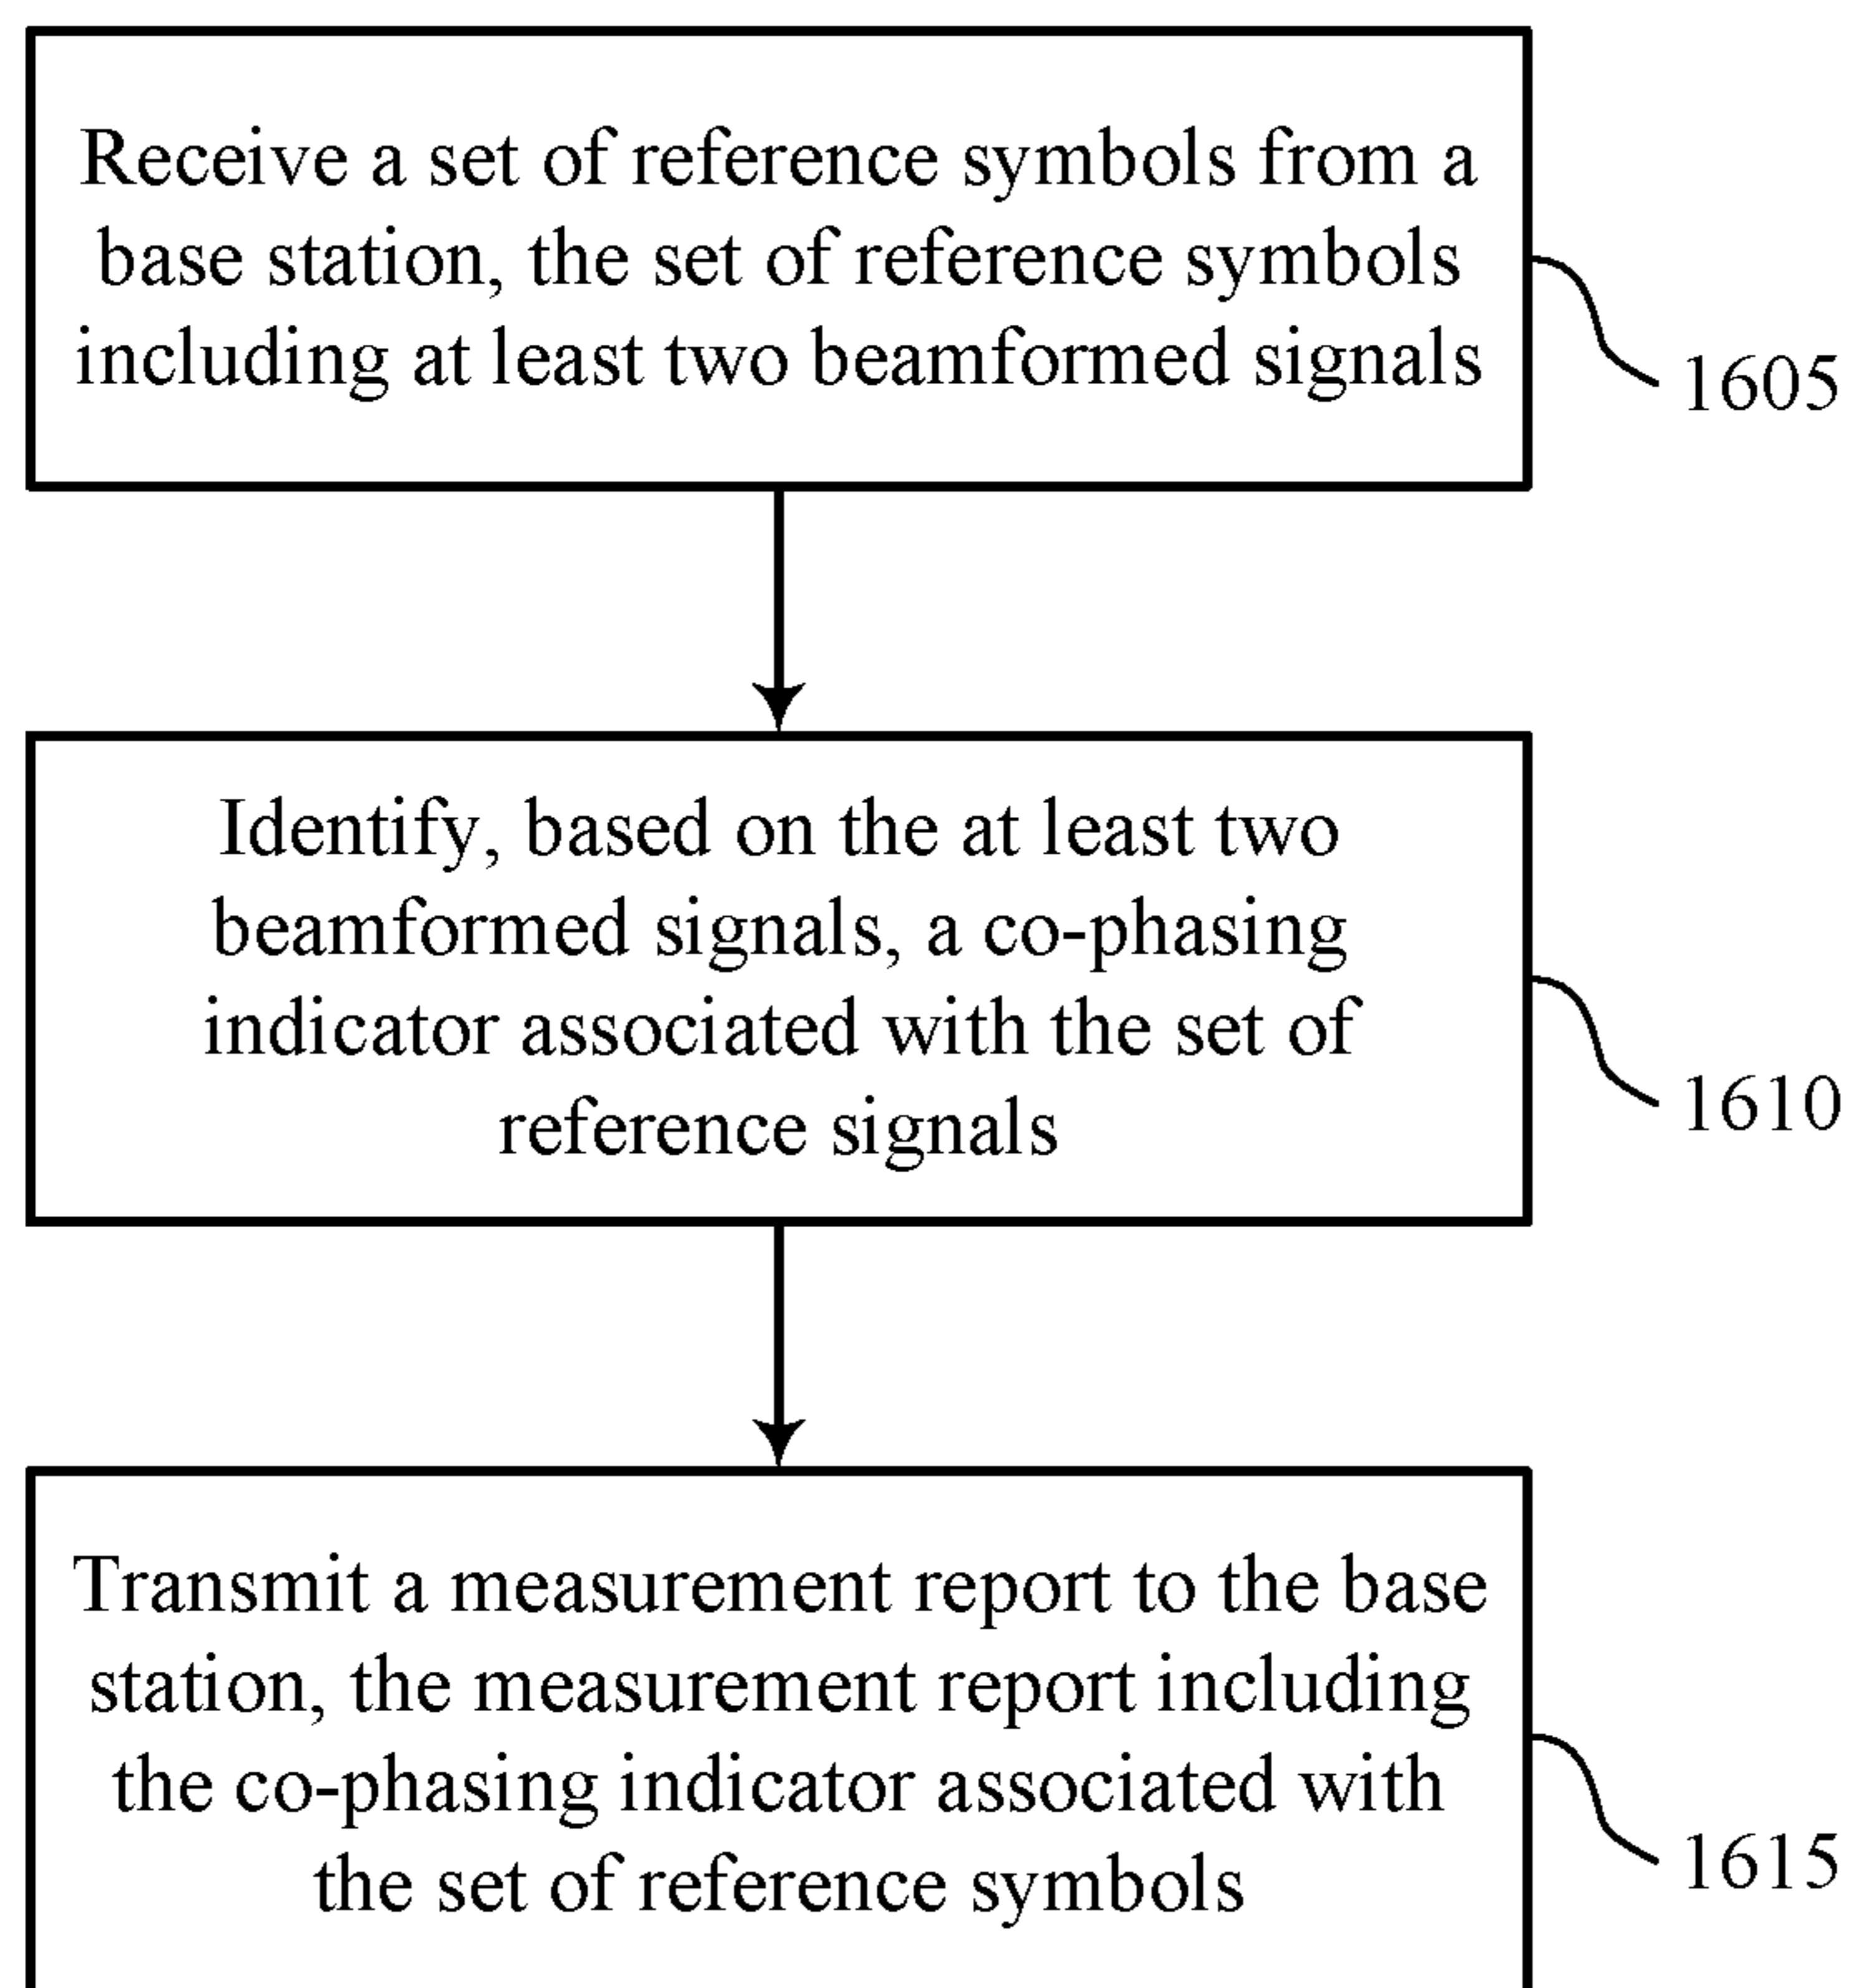 Receive a set of reference symbols from a
base station, the set of reference symbols
including at least two beamformed signals
1605
Identify, based on the at least two
beamformed signals, a co-phasing
indicator associated with the set of
reference signals
1610
Transmit a measurement report to the base
station, the measurement report including
the co-phasing indicator associated with
the set of reference symbols
1615